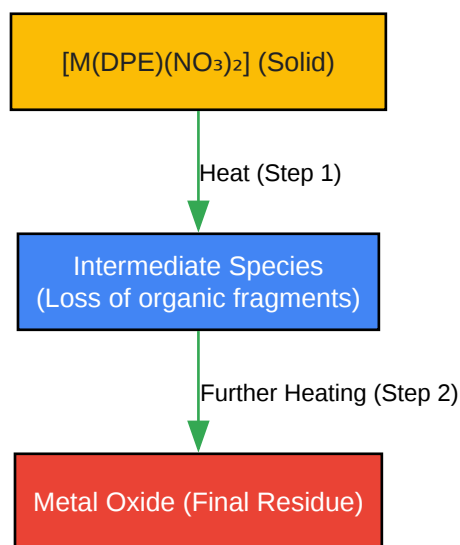 [M(DPE)(NO₃)₂] (Solid)
Heat (Step 1)
Intermediate Species
(Loss of organic fragments)
Further Heating (Step 2)
Metal Oxide (Final Residue)